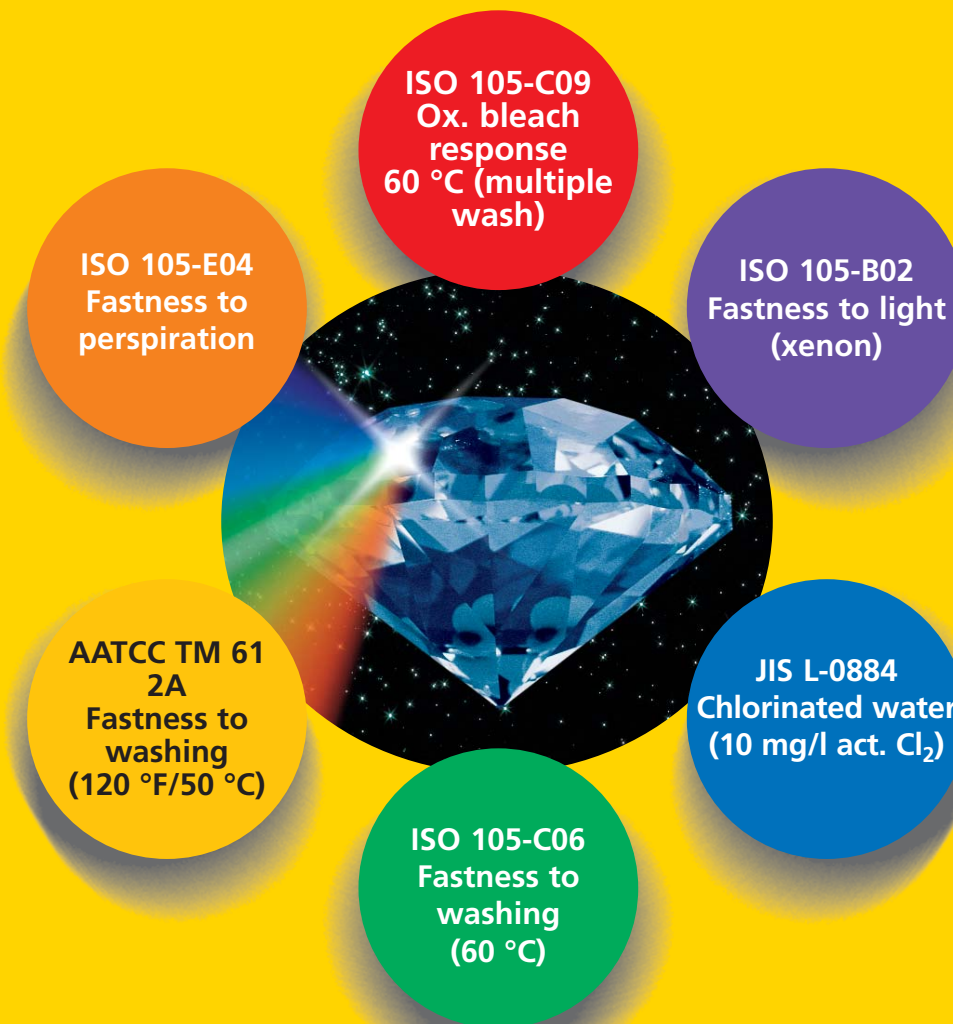 ISO 105-C09
Ox. bleach
response
60 °C (multiple
wash)
ISO 105-E04
Fastness to
perspiration
ISO 105-B02
Fastness to light
(xenon)
AATCC TM 61
2A
Fastness to
washing
(120 °F/50 °C)
JIS L-0884
Chlorinated water
(10 mg/l act. Cl₂)
ISO 105-C06
Fastness to
washing
(60 °C)